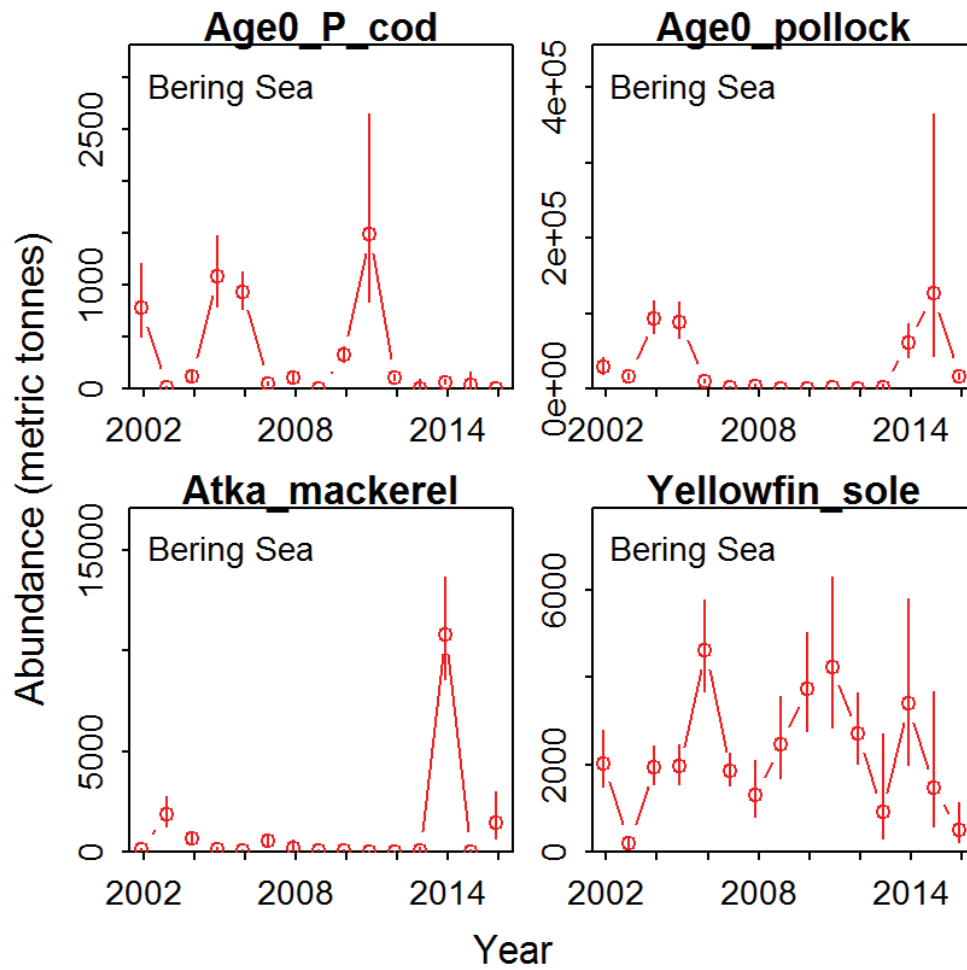 Age0_P_cod
Age0_pollock
Bering Sea
Bering Sea
2500
1000
0
4e+05
2e+05
0e+00
2002 2008 2014
2002 2008 2014
Atka_mackerel
Yellowfin_sole
Bering Sea
Bering Sea
15000
5000
0
6000
2000
0
2002 2008 2014
2002 2008 2014
Abundance (metric tonnes)
Year